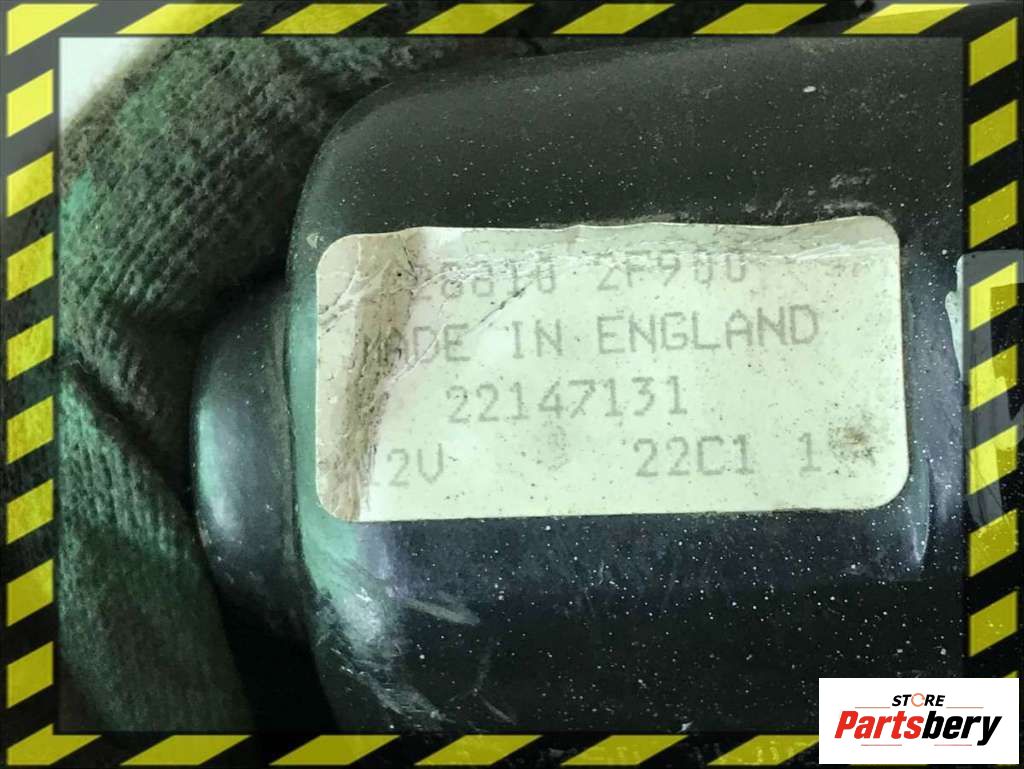 28810 2F900
MADE IN ENGLAND
22147131
12V 22C1 1
STORE
Partsbery